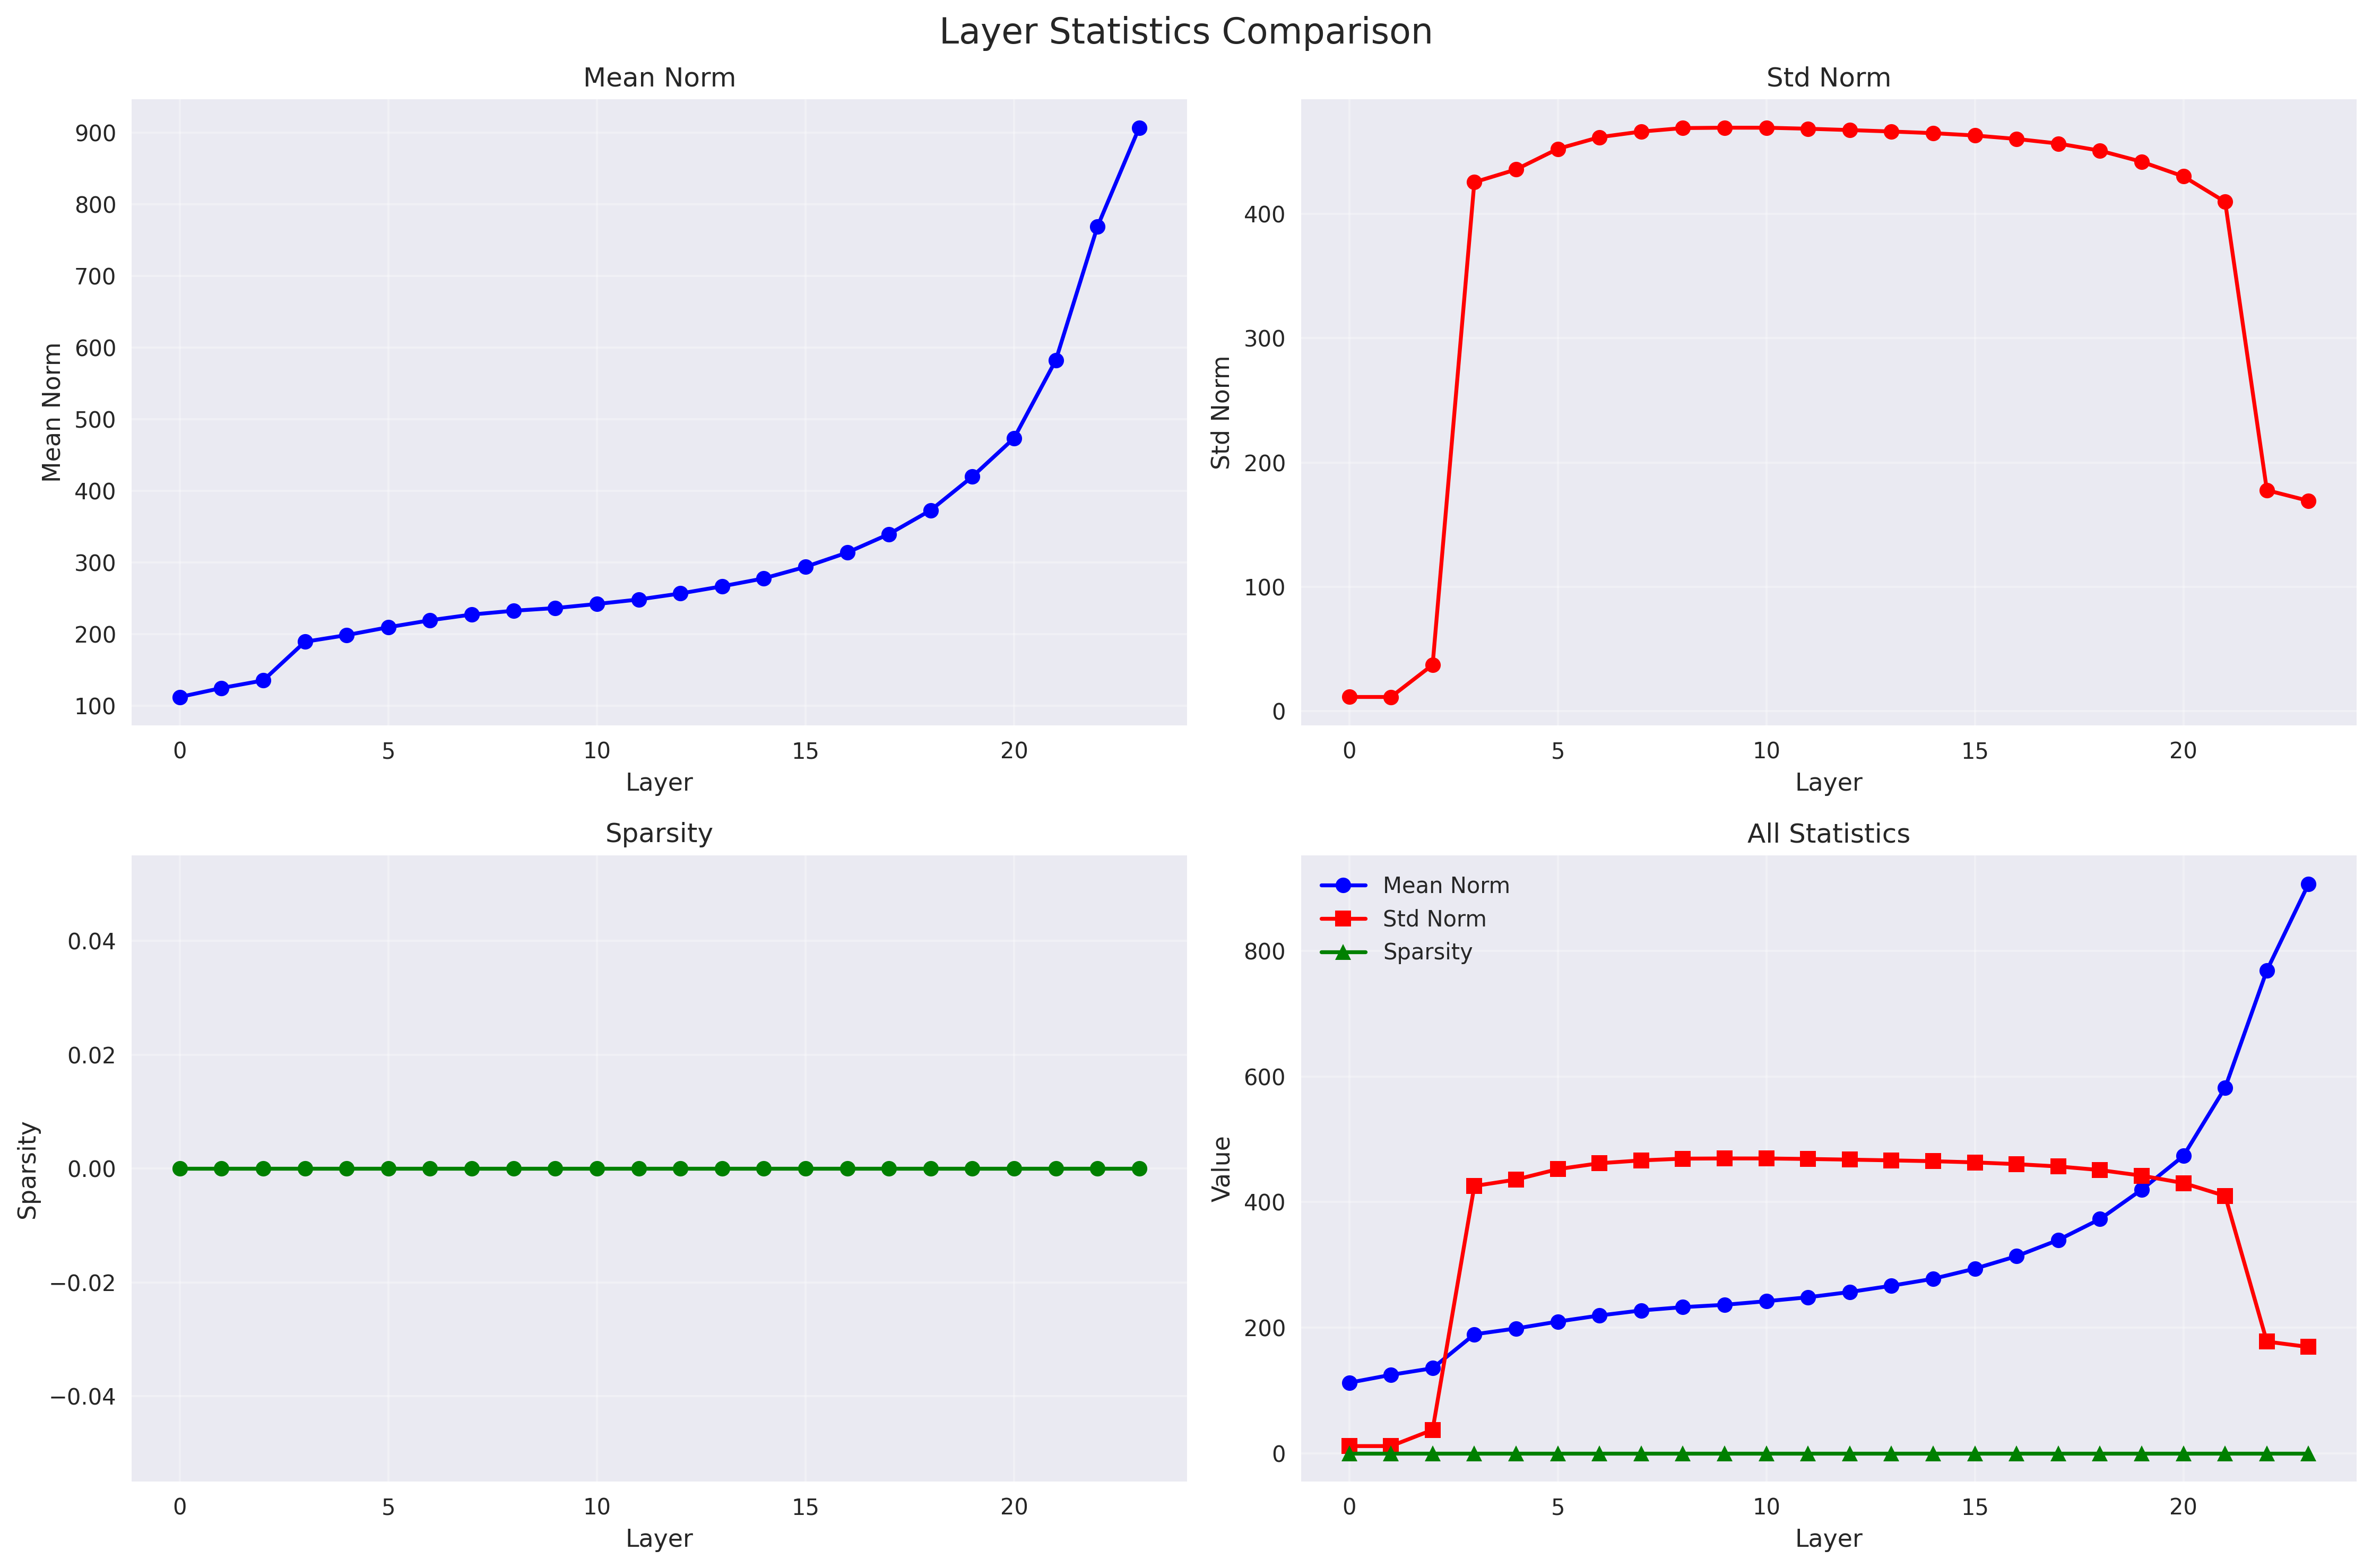 Layer Statistics Comparison
Mean Norm
Mean Norm
900
800
700
600
500
400
300
200
100
0
5
10
15
20
Layer
Std Norm
Std Norm
400
300
200
100
0
0
5
10
15
20
Layer
Sparsity
Sparsity
0.04
0.02
0.00
−0.02
−0.04
0
5
10
15
20
Layer
All Statistics
Value
Mean Norm
Std Norm
Sparsity
800
600
400
200
0
0
5
10
15
20
Layer